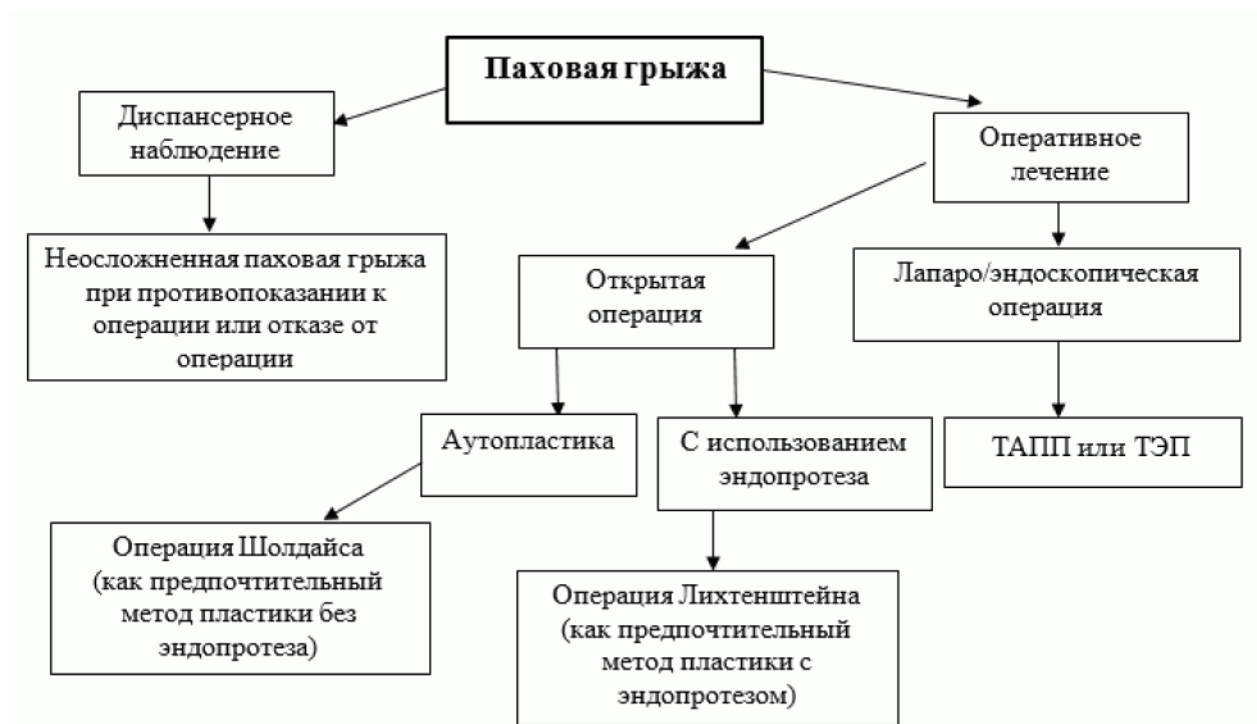 Паховая грыжа
Диспансерное
наблюдение
Оперативное
лечение
Неосложненная паховая грыжа
при противопоказании к
операции или отказе от
операции
Открытая
операция
Лапаро/эндоскопическая
операция
Аутопластика
С использованием
эндопротеза
ТАПП или ТЭП
Операция Шолдайса
(как предпочтительный
метод пластики без
эндопротеза)
Операция Лихтенштейна
(как предпочтительный
метод пластики с
эндопротезом)